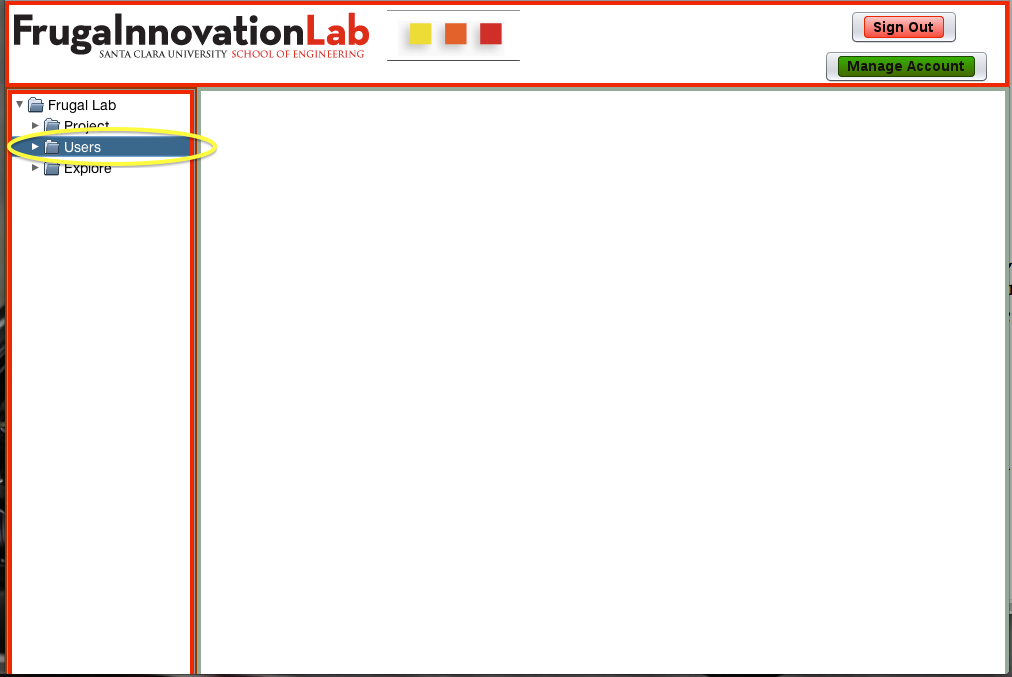 FrugalInnovationLab
SANTA CLARA UNIVERSITY SCHOOL OF ENGINEERING
Sign Out
Manage Account
Frugal Lab
Project
Users
Explore